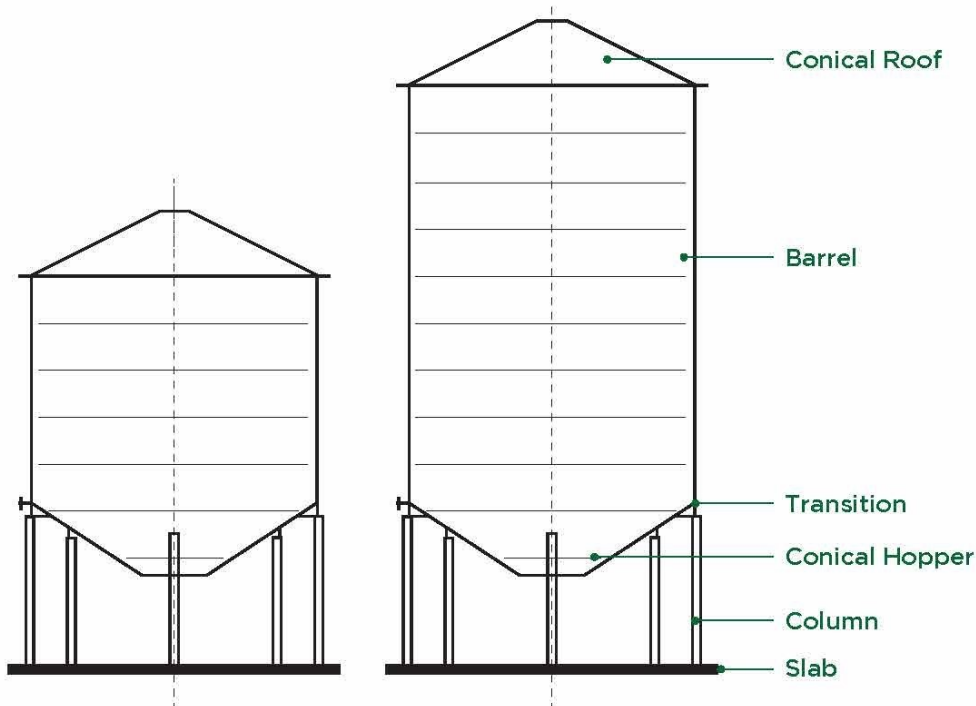 Conical Roof
Barrel
Transition
Conical Hopper
Column
Slab